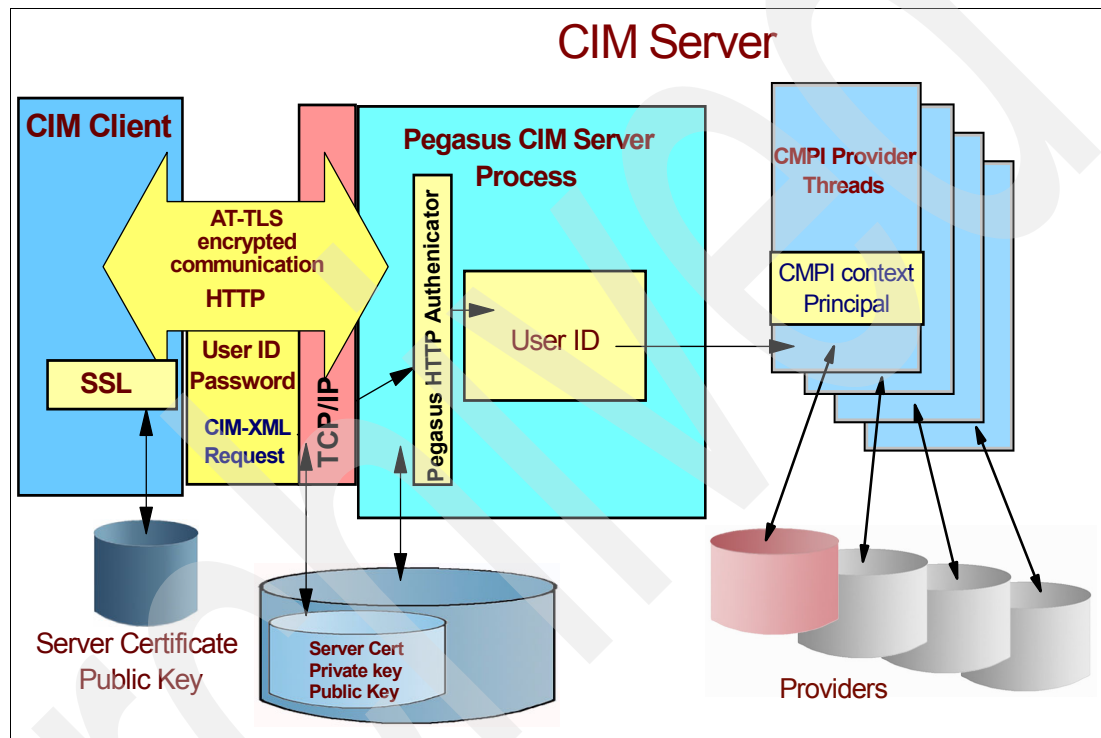 CIM Server
CIM Client
Pegasus CIM Server
Process
CMPI Provider
Threads
AT-TLS
encrypted
communication
HTTP
CMPI context
Principal
Pegasus HTTP Authenticator
User ID
SSL
User ID
Password
CIM-XML
Request
TCP/IP
Server Certificate
Public Key
Server Cert
Private key
Public Key
Providers